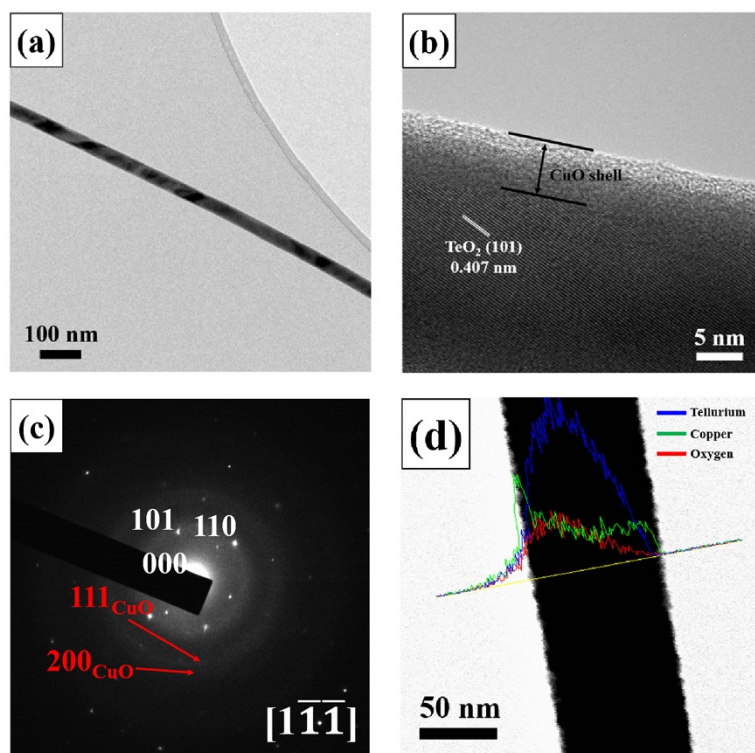 (a)
100 nm
(b)
CuO shell
TeO₂ (101)
0.407 nm
5 nm
(c)
101 110
000
111CuO
200CuO
[11̅·1̅]
(d)
Tellurium
Copper
Oxygen
50 nm